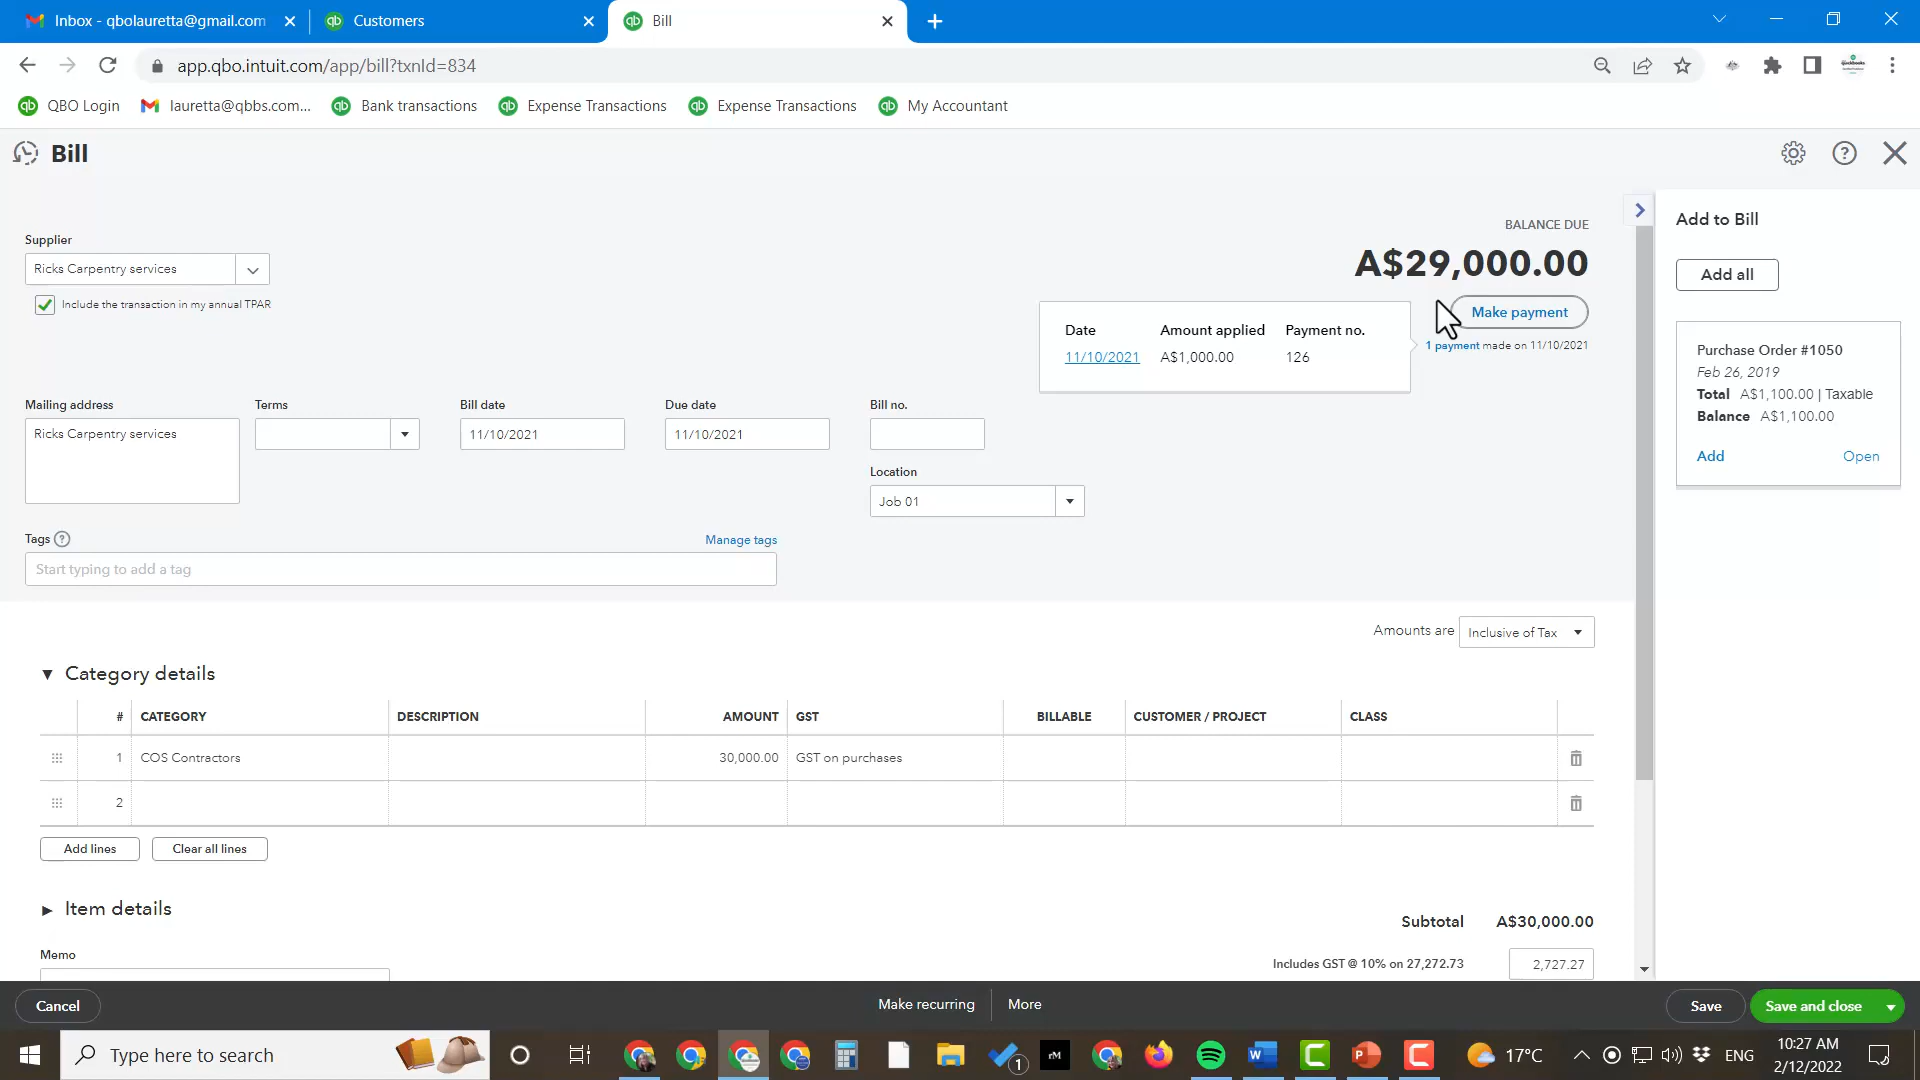 Inbox - qbolauretta@gmail.com
Customers
Bill
app.qbo.intuit.com/app/bill?txnId=834
QBO Login
lauretta@qbbs.com...
Bank transactions
Expense Transactions
Expense Transactions
My Accountant
Bill
BALANCE DUE
A$29,000.00
Make payment
1 payment made on 11/10/2021
Date Amount applied Payment no.
11/10/2021 A$1,000.00 126
Supplier
Ricks Carpentry services
Include the transaction in my annual TPAR
Mailing address
Ricks Carpentry services
Terms
Bill date
11/10/2021
Due date
11/10/2021
Bill no.
Location
Job 01
Tags
Manage tags
Start typing to add a tag
Add to Bill
Add all
Purchase Order #1050
Feb 26, 2019
Total A$1,100.00 | Taxable
Balance A$1,100.00
Add Open
Amounts are Inclusive of Tax
Category details
# CATEGORY DESCRIPTION AMOUNT GST BILLABLE CUSTOMER / PROJECT CLASS
1 COS Contractors 30,000.00 GST on purchases
2
Add lines Clear all lines
Item details
Subtotal A$30,000.00
Memo
Includes GST @ 10% on 27,272.73 2,727.27
Cancel Make recurring More Save Save and close
Type here to search
1
rM
17°C
ENG
10:27 AM
2/12/2022